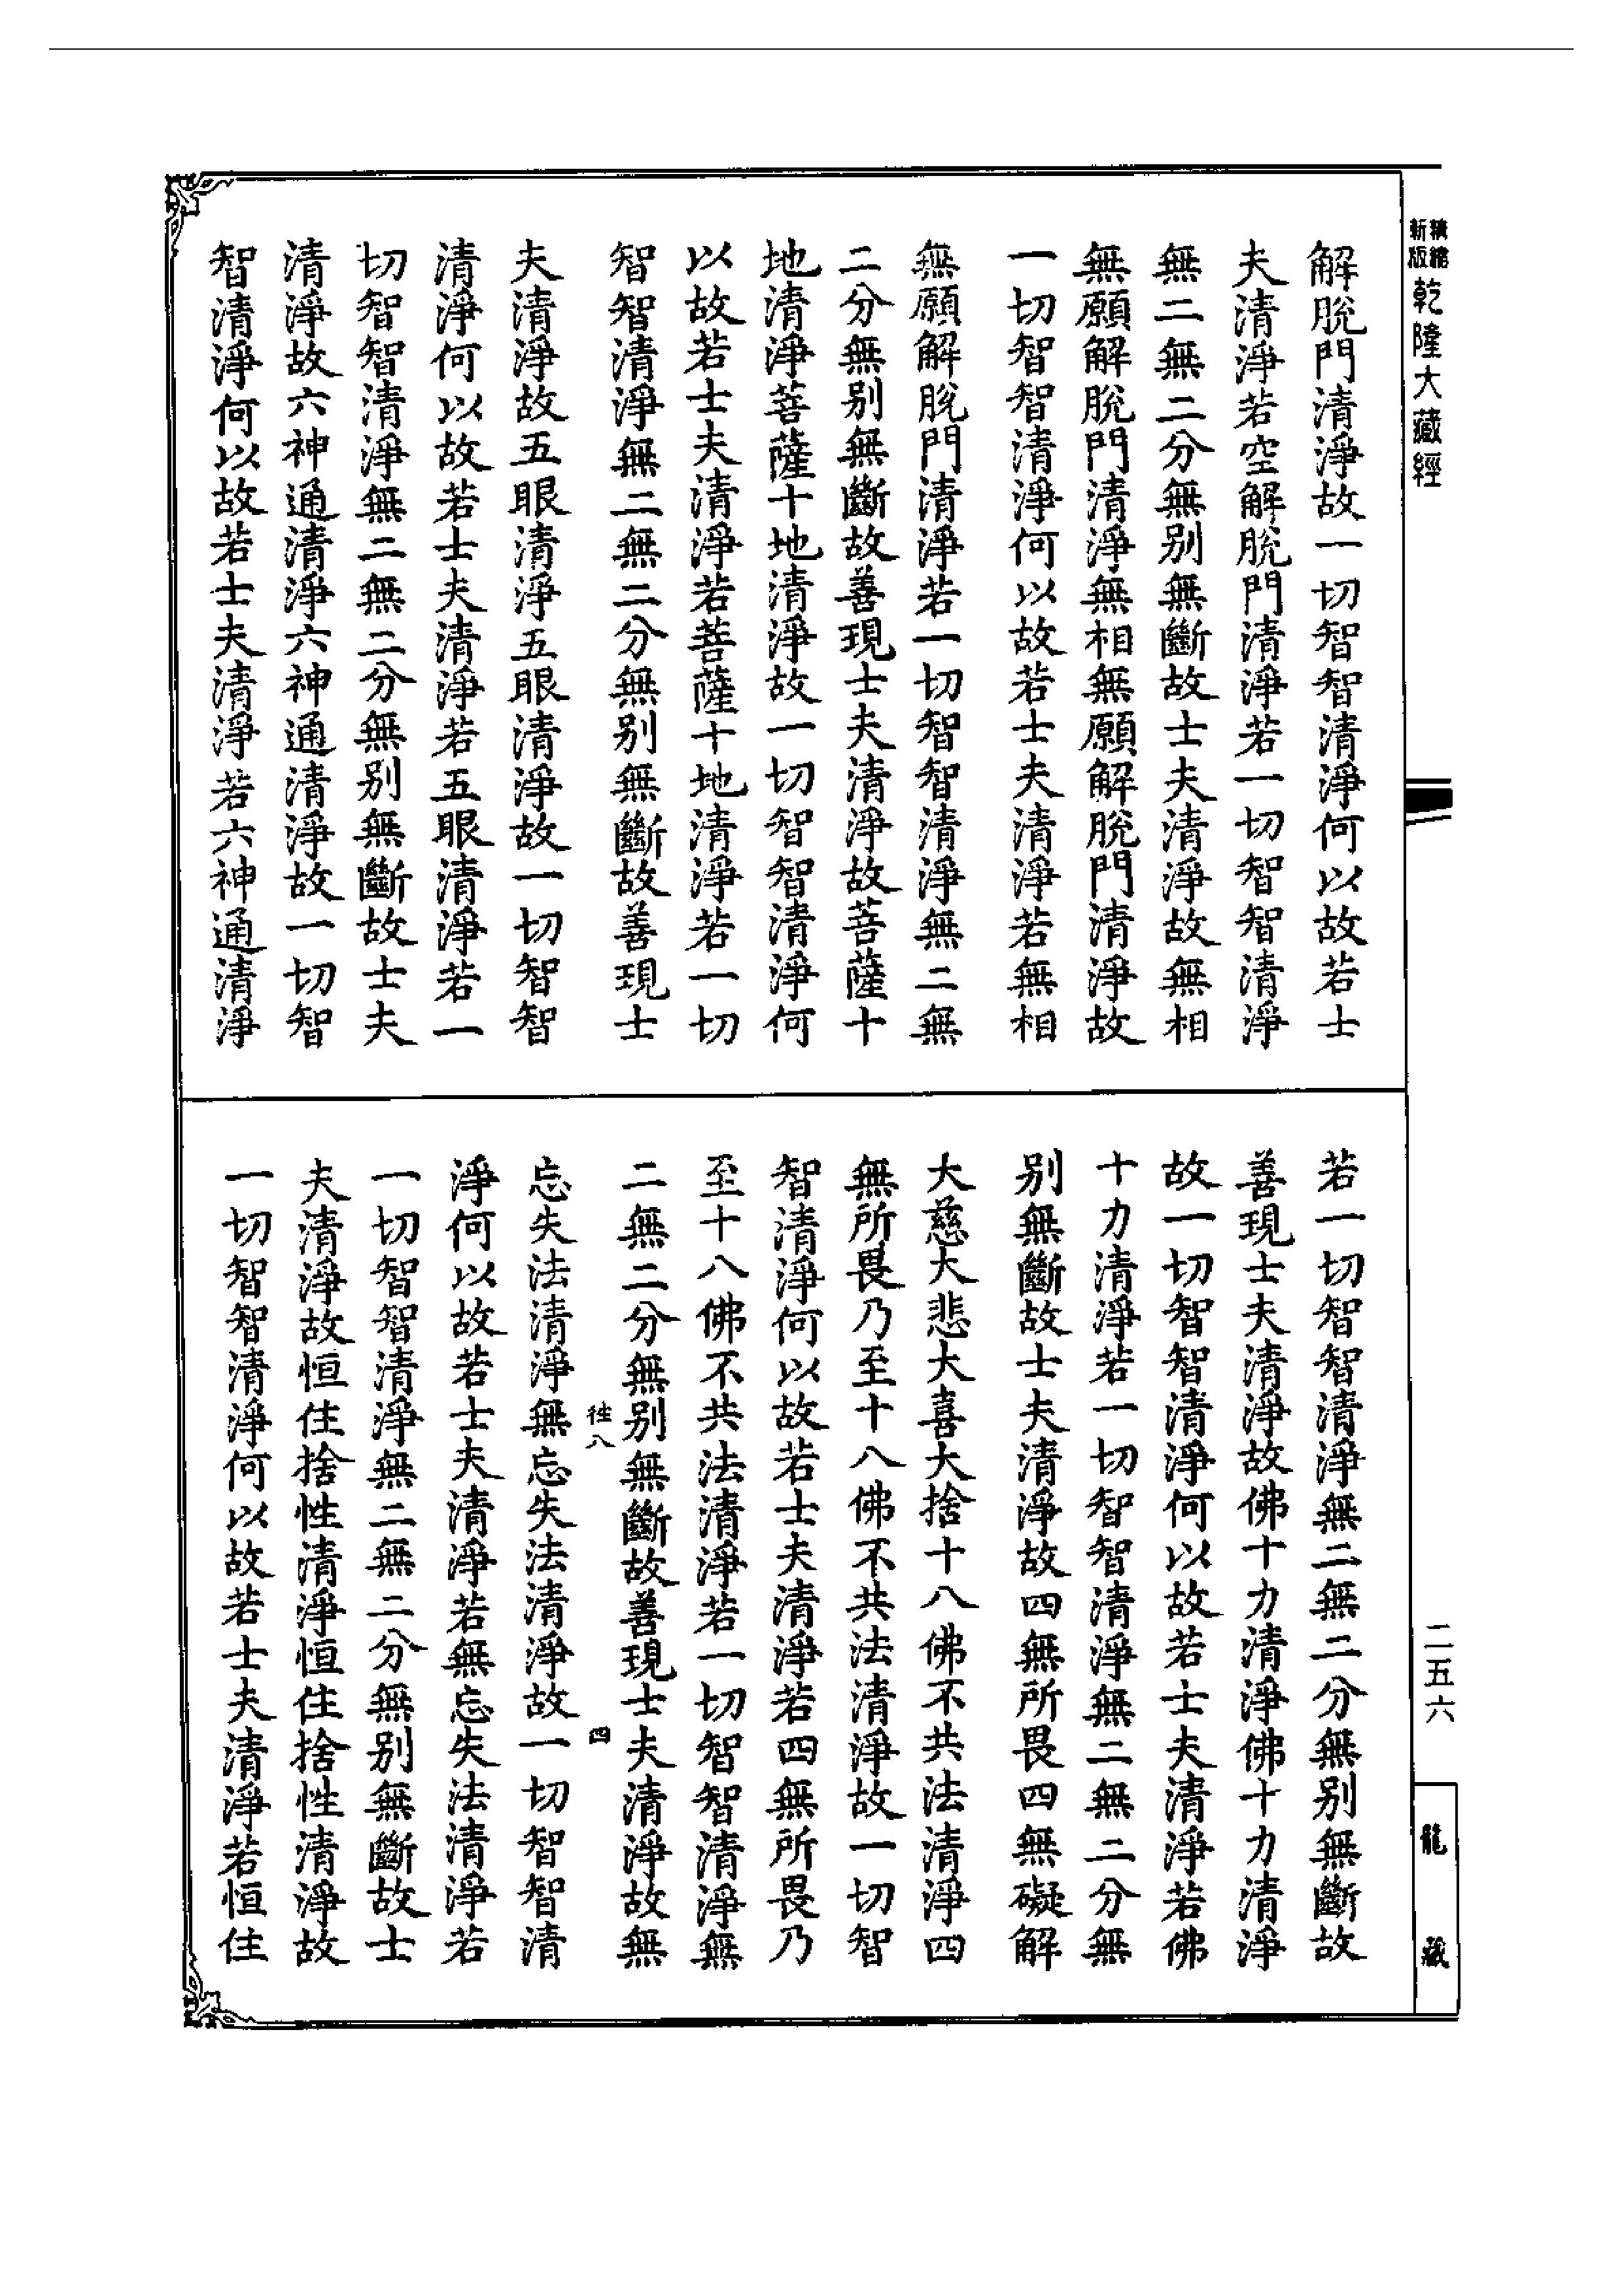 新版精縮乾隆大藏經
解脫門清淨故一切智智清淨何以故若士
夫清淨若空解脫門清淨若一切智智清淨
無二無二分無別無斷故士夫清淨故無相
無願解脫門清淨無相無願解脫門清淨故
一切智智清淨何以故若士夫清淨若無相
無願解脫門清淨若一切智智清淨無二無
二分無別無斷故善現士夫清淨故菩薩十
地清淨菩薩十地清淨故一切智智清淨何
以故若士夫清淨若菩薩十地清淨若一切
智智清淨無二無二分無別無斷故善現士
夫清淨故五眼清淨五眼清淨故一切智智
清淨何以故若士夫清淨若五眼清淨若一
切智智清淨無二無二分無別無斷故士夫
清淨故六神通清淨六神通清淨故一切智
智清淨何以故若士夫清淨若六神通清淨
若一切智智清淨無二無二分無別無斷故
善現士夫清淨故佛十力清淨佛十力清淨
故一切智智清淨何以故若士夫清淨若佛
十力清淨若一切智智清淨無二無二分無
別無斷故士夫清淨故四無所畏四無礙解
大慈大悲大喜大捨十八佛不共法清淨四
無所畏乃至十八佛不共法清淨故一切智
智清淨何以故若士夫清淨若四無所畏乃
至十八佛不共法清淨若一切智智清淨無
二無二分無別無斷故善現士夫清淨故無
八 四
忘失法清淨無忘失法清淨故一切智智清
淨何以故若士夫清淨若無忘失法清淨若
一切智智清淨無二無二分無別無斷故士
夫清淨故恒住捨性清淨恒住捨性清淨故
一切智智清淨何以故若士夫清淨若恒住
二五六
龍藏